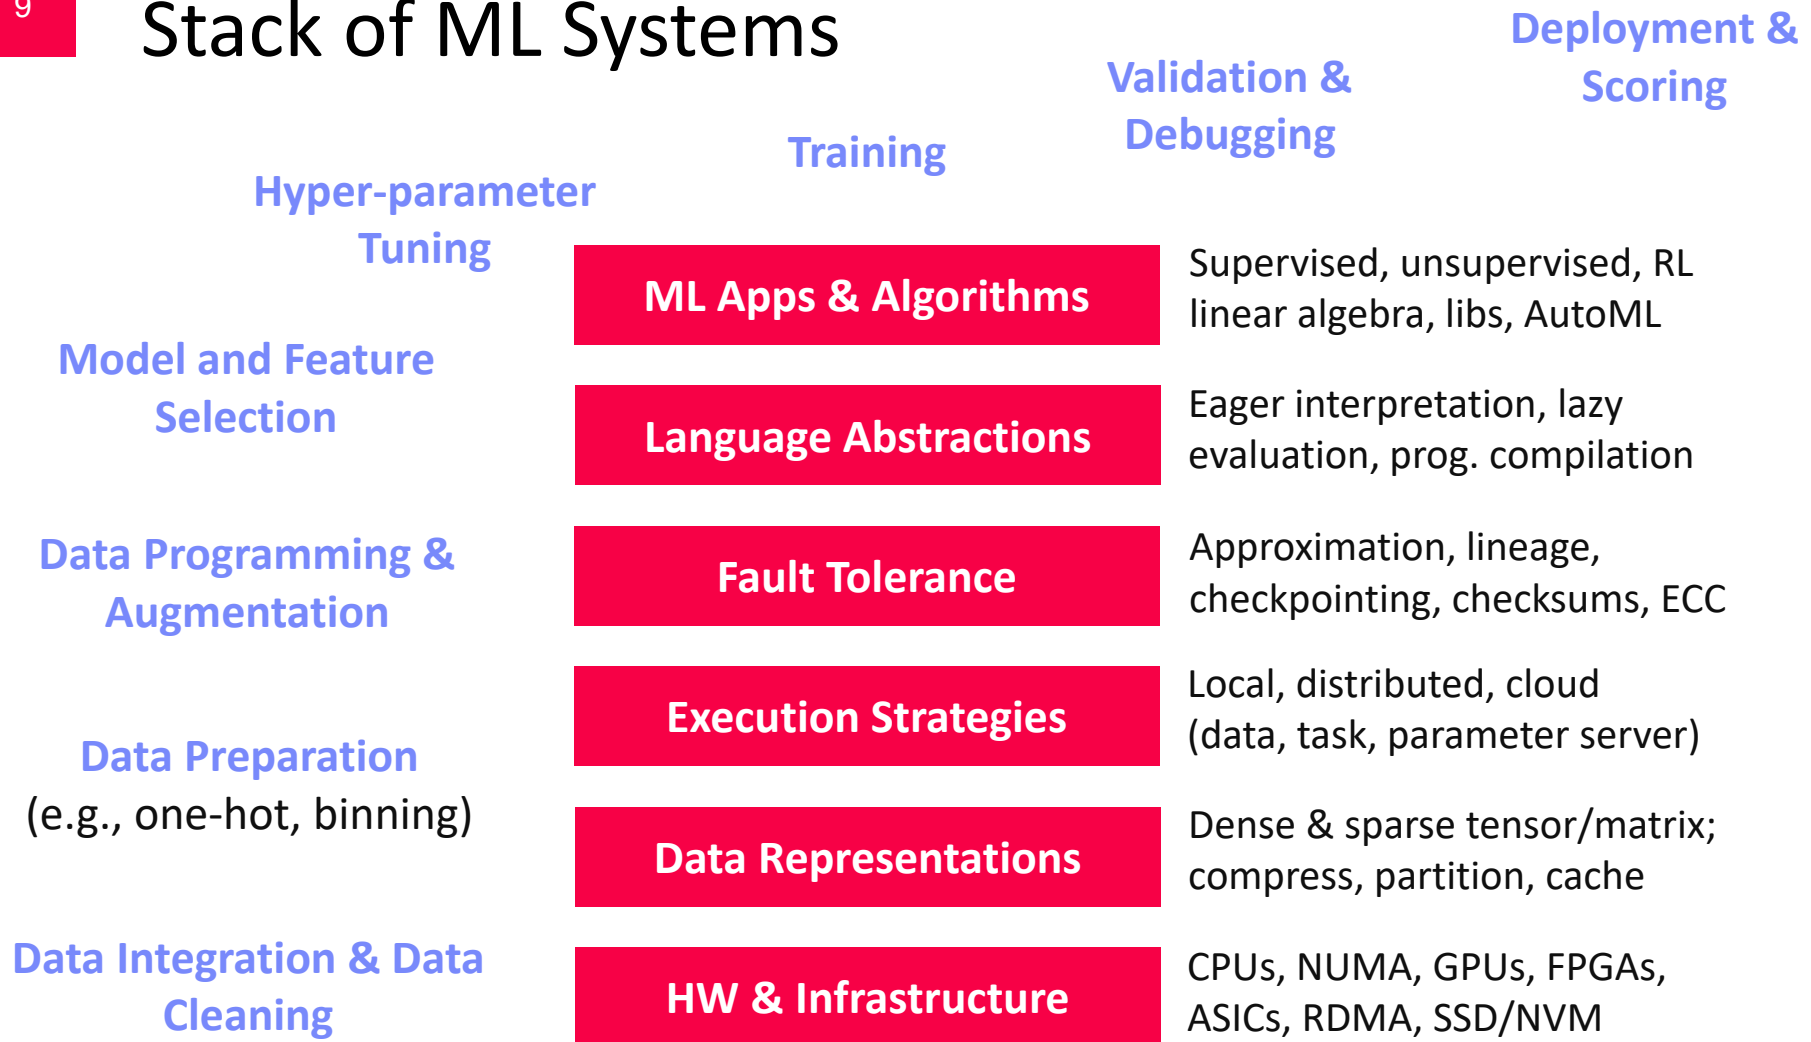 9
Stack of ML Systems
Deployment &
Scoring
Validation &
Debugging
Training
Hyper-parameter
Tuning
Model and Feature
Selection
Data Programming &
Augmentation
Data Preparation
(e.g., one-hot, binning)
Data Integration & Data
Cleaning
ML Apps & Algorithms
Supervised, unsupervised, RL
linear algebra, libs, AutoML
Language Abstractions
Eager interpretation, lazy
evaluation, prog. compilation
Fault Tolerance
Approximation, lineage,
checkpointing, checksums, ECC
Execution Strategies
Local, distributed, cloud
(data, task, parameter server)
Data Representations
Dense & sparse tensor/matrix;
compress, partition, cache
HW & Infrastructure
CPUs, NUMA, GPUs, FPGAs,
ASICs, RDMA, SSD/NVM